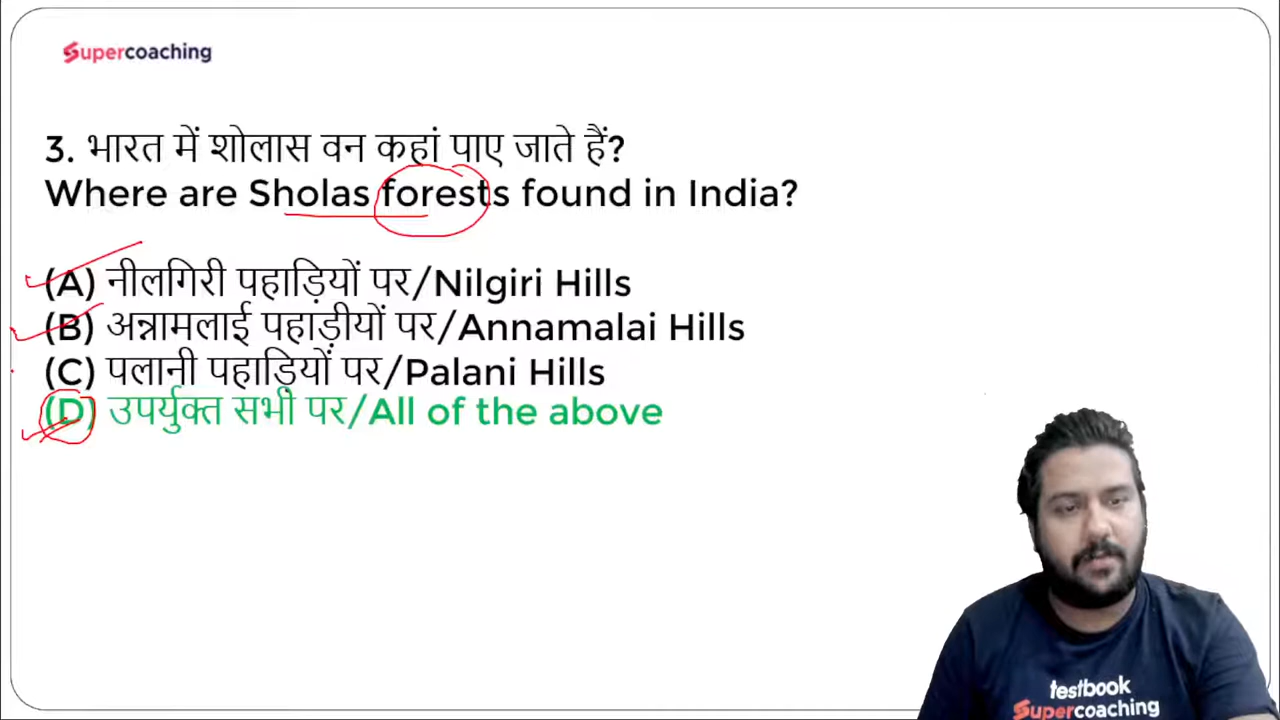 Supercoaching
3. भारत में शोलास वन कहां पाए जाते हैं?
Where are Sholas forests found in India?
(A) नीलगिरी पहाड़ियों पर/Nilgiri Hills
(B) अन्नामलाई पहाड़ीयों पर/Annamalai Hills
(C) पलानी पहाड़ियों पर/Palani Hills
(D) उपर्युक्त सभी पर/All of the above
testbook
Supercoaching